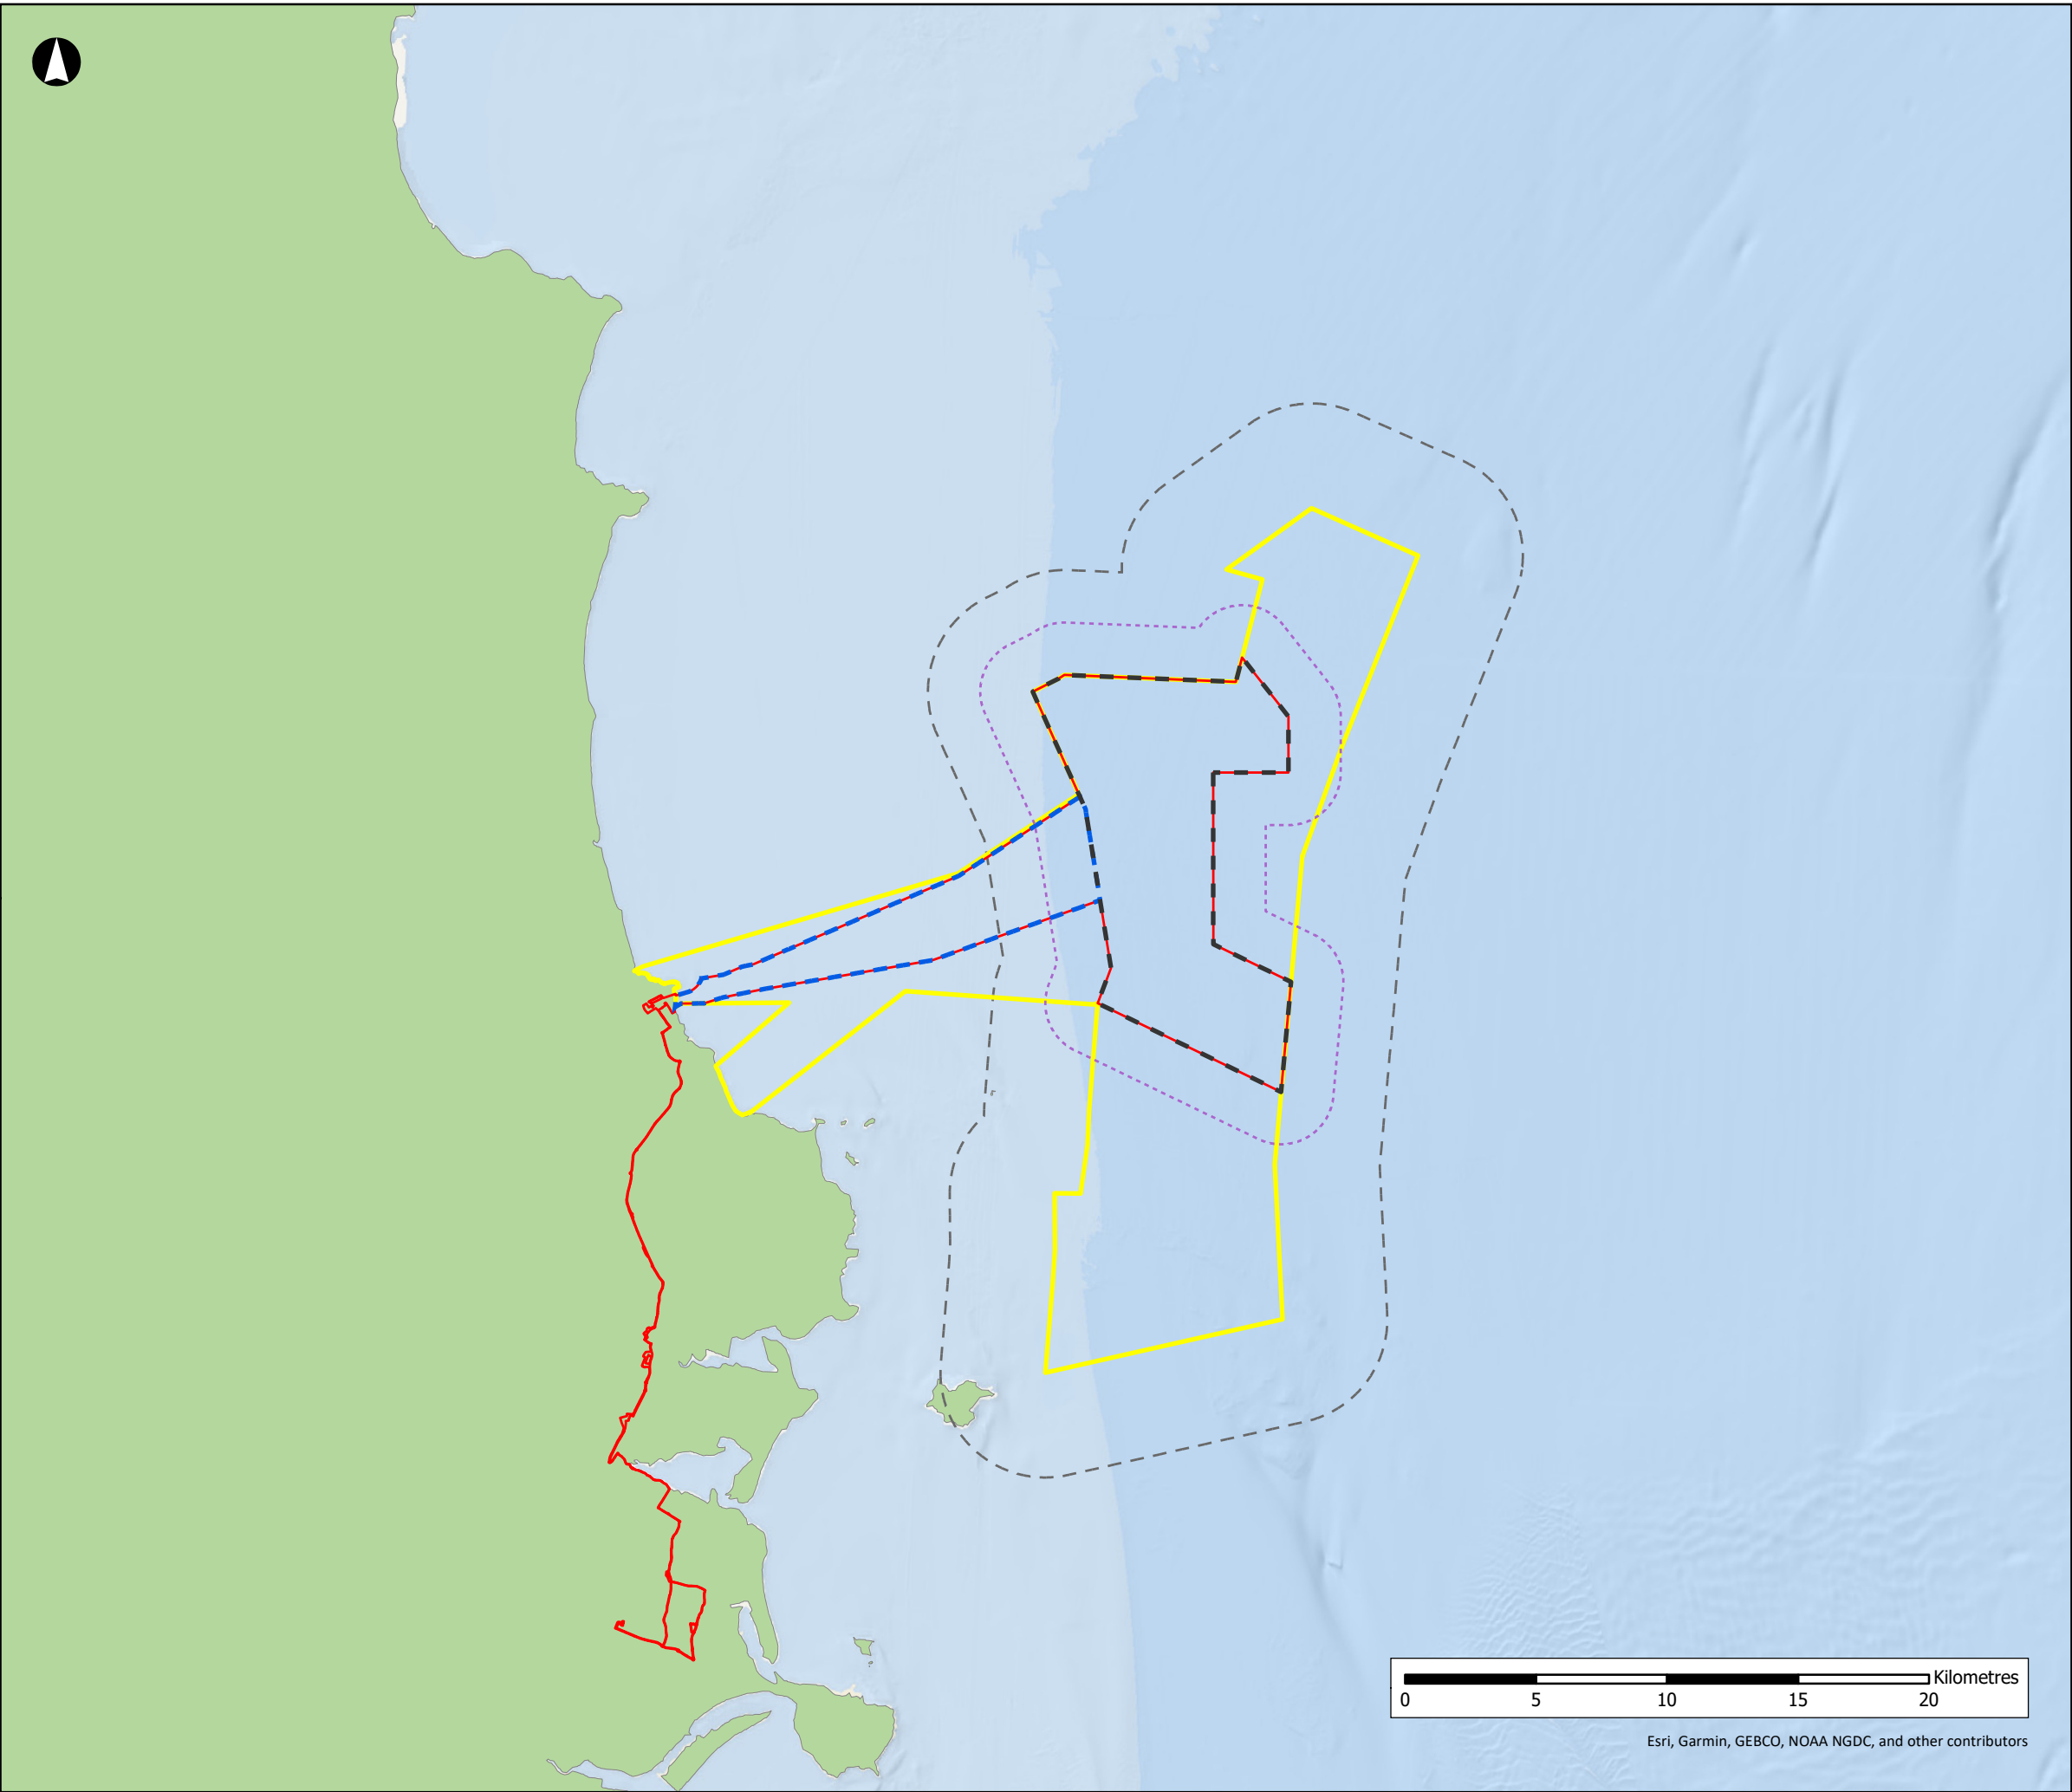 Kilometres
0 5 10 15 20
Esri, Garmin, GEBCO, NOAA NGDC, and other contributors